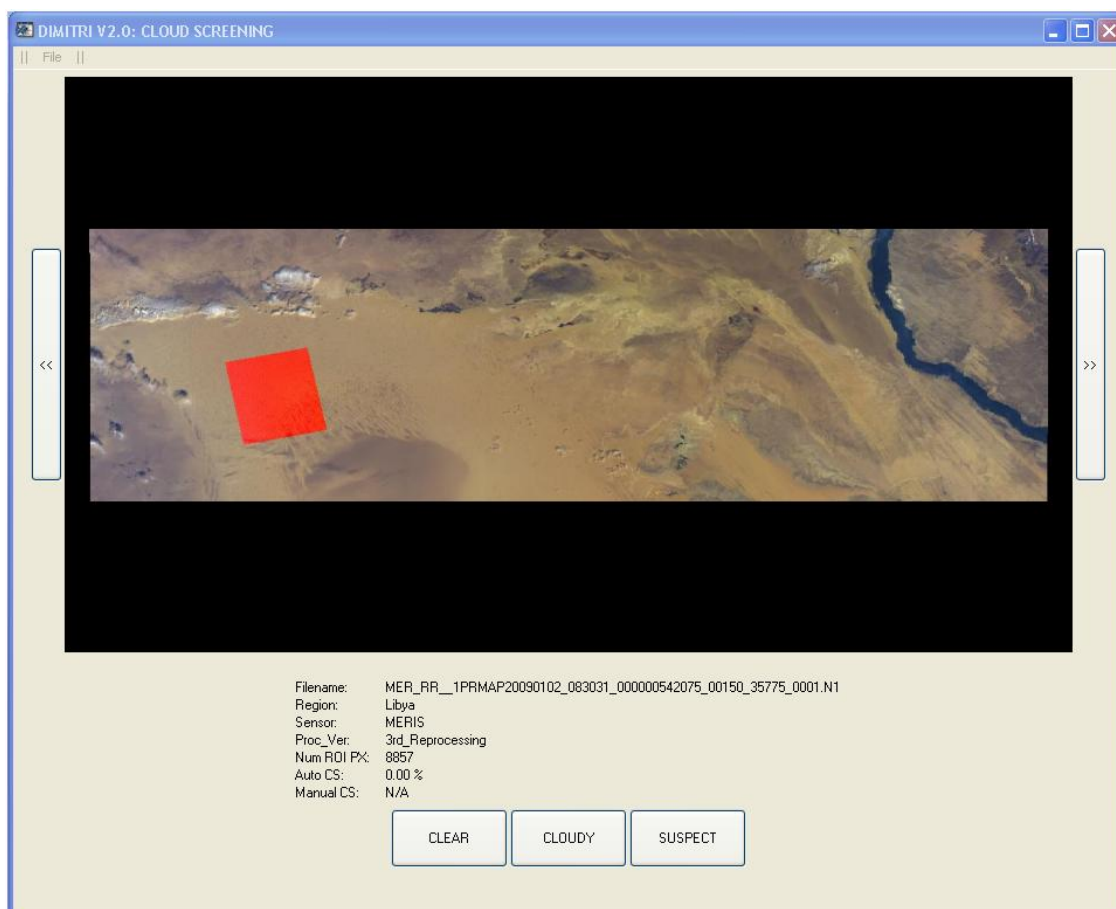 DIMITRI V2.0: CLOUD SCREENING
|| File ||
<<
>>
Filename: MER_RR__1PRMAP20090102_083031_000000542075_00150_35775_0001.N1
Region: Libya
Sensor: MERIS
Proc_Ver: 3rd_Reprocessing
Num ROI PX: 8857
Auto CS: 0.00 %
Manual CS: N/A
CLEAR CLOUDY SUSPECT